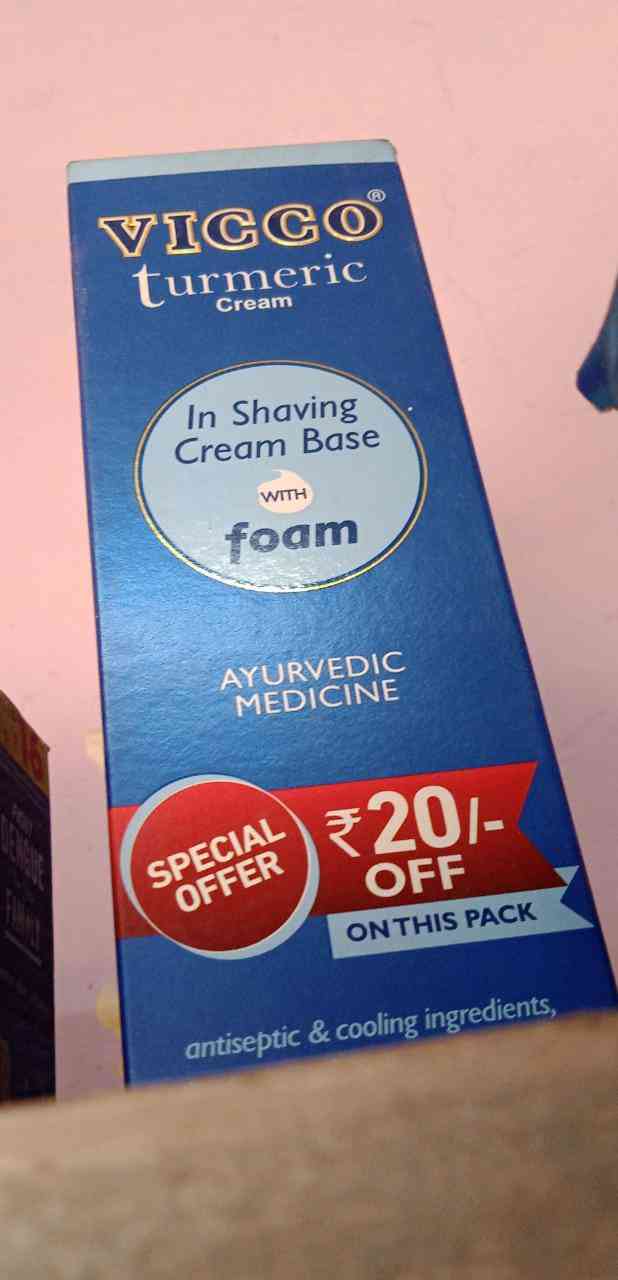 VICCO®
turmeric
Cream
In Shaving
Cream Base
WITH
foam
AYURVEDIC
MEDICINE
SPECIAL
OFFER
₹20/-
OFF
ON THIS PACK
antiseptic & cooling ingredients,